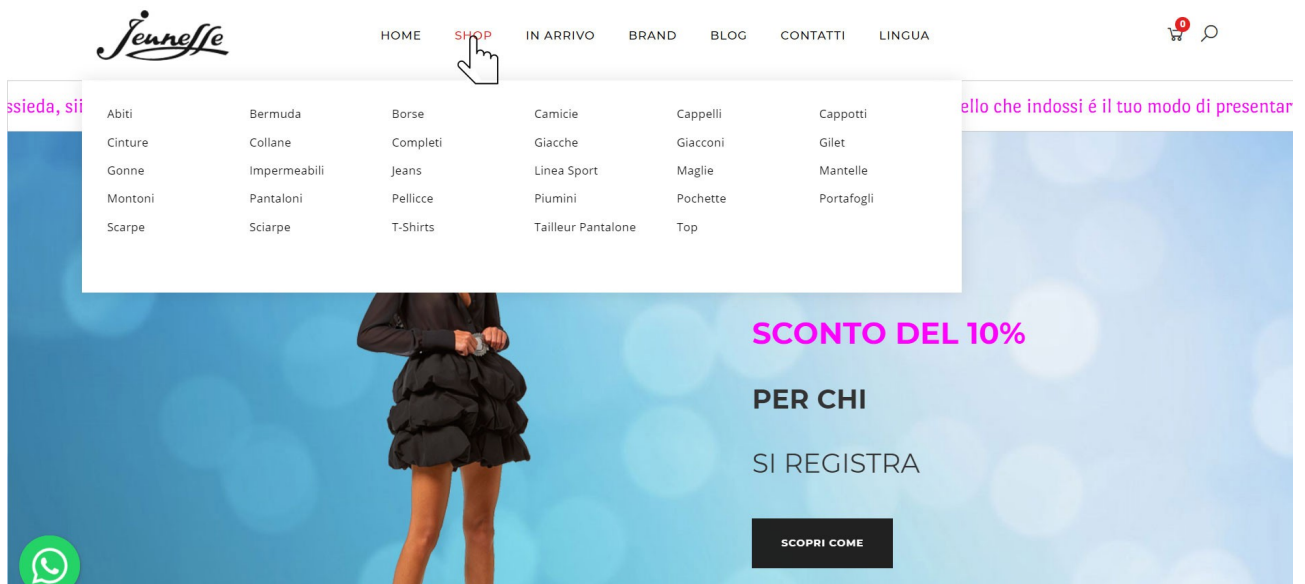 Jeunesse
HOME SHOP IN ARRIVO BRAND BLOG CONTATTI LINGUA
0
ssieda, sii
ello che indossi é il tuo modo di presentar
Abiti Bermuda Borse Camicie Cappelli Cappotti
Cinture Collane Completi Giacche Giacconi Gilet
Gonne Impermeabili Jeans Linea Sport Maglie Mantelle
Montoni Pantaloni Pellicce Piumini Pochette Portafogli
Scarpe Sciarpe T-Shirts Tailleur Pantalone Top
SCONTO DEL 10%
PER CHI
SI REGISTRA
SCOPRI COME